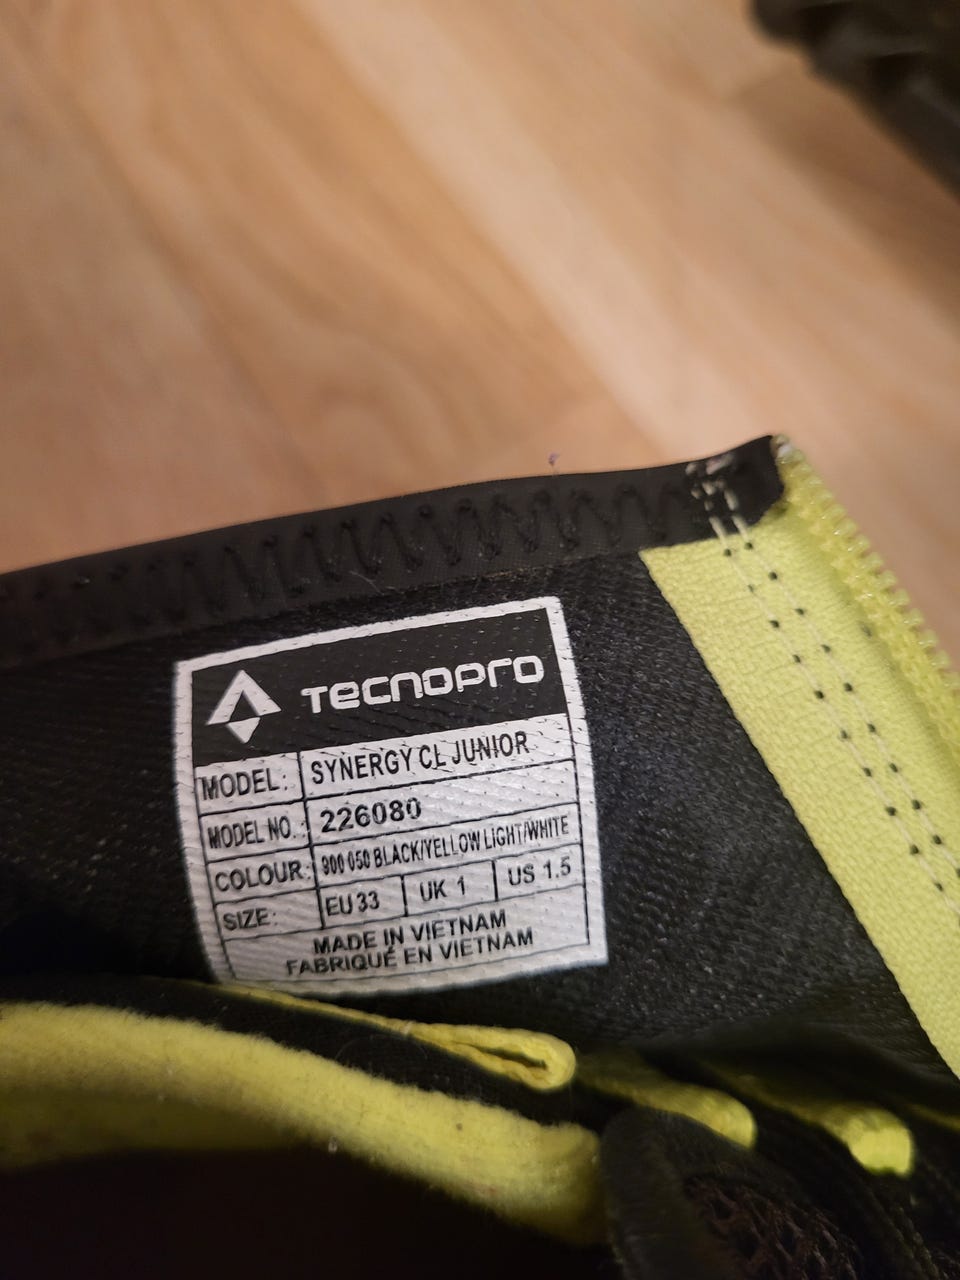 TECNOPRO
MODEL: SYNERGY CL JUNIOR
MODEL NO. : 226080
COLOUR: 900 050 BLACK/YELLOW LIGHT/WHITE
SIZE: EU 33 UK 1 US 1.5
MADE IN VIETNAM
FABRIQUÉ EN VIETNAM